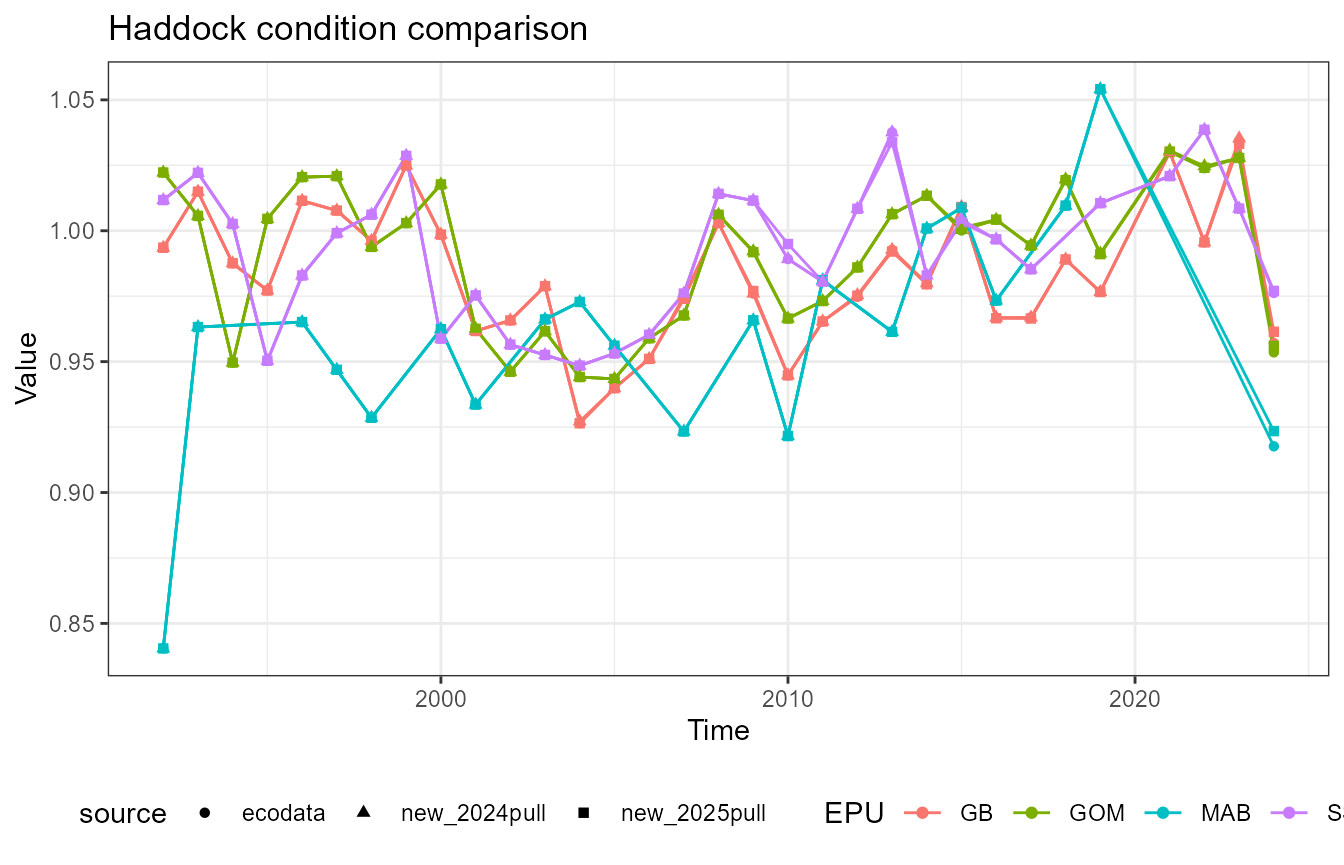 Haddock condition comparison
1.05
1.00
0.95
0.90
0.85
Value
2000 2010 2020
Time
source ecodata new_2024pull new_2025pull EPU GB GOM MAB